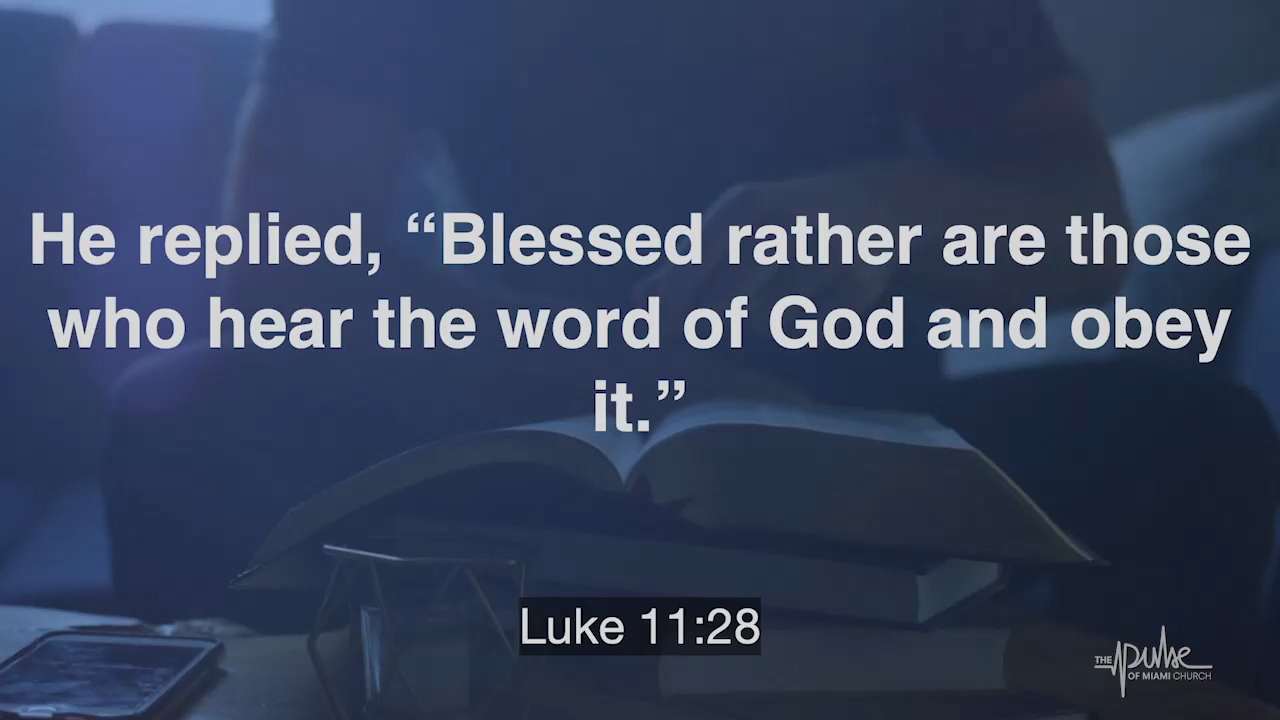 He replied, “Blessed rather are those
who hear the word of God and obey
it.”
Luke 11:28
THE pulse
OF MIAMI CHURCH